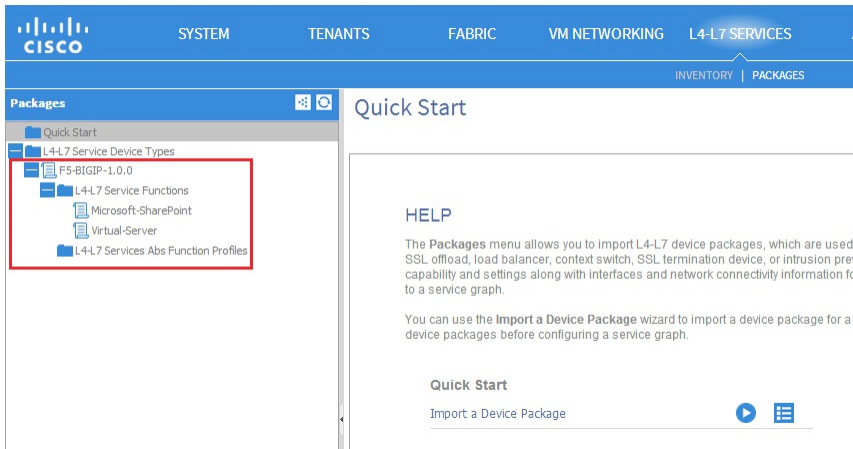 CISCO
SYSTEM TENANTS FABRIC VM NETWORKING L4-L7 SERVICES
INVENTORY | PACKAGES
Packages
Quick Start
L4-L7 Service Device Types
F5-BIGIP-1.0.0
L4-L7 Service Functions
Microsoft-SharePoint
Virtual-Server
L4-L7 Services Abs Function Profiles
Quick Start
HELP
The Packages menu allows you to import L4-L7 device packages, which are used
SSL offload, load balancer, context switch, SSL termination device, or intrusion pre
capability and settings along with interfaces and network connectivity information fo
to a service graph.
You can use the Import a Device Package wizard to import a device package for a
device packages before configuring a service graph.
Quick Start
Import a Device Package